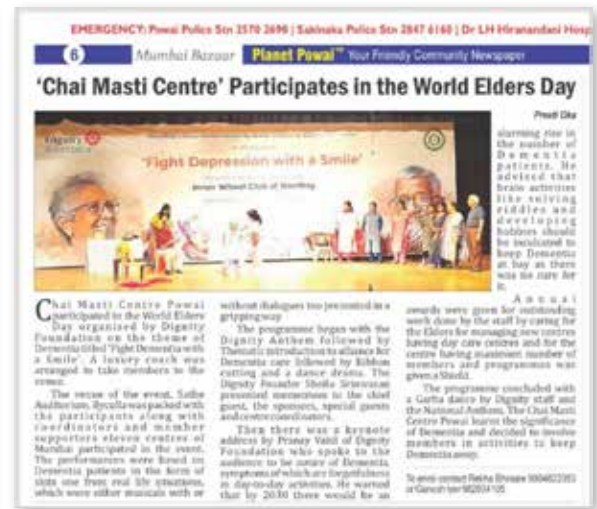 EMERGENCY: Powai Police Stn 2570 2690 | Sakinaka Police Stn 2847 6160 | Dr LH Hiranandani Hosp
6
Mumbai Bazaar
Planet Powai™ Your Friendly Community Newspaper
'Chai Masti Centre' Participates in the World Elders Day
Preeti Oka
Dignity
'Fight Depression with a Smile'
Inner Wheel Club of Bombay
Chai Masti Centre Powai
participated in the World Elders
Day organised by Dignity
Foundation on the theme of
Dementia titled 'Fight Dementia with
a Smile'. A luxury coach was
arranged to take members to the
venue.
The venue of the event, Sathe
Auditorium, Byculla was packed with
the participants along with
coordinators and member
supporters eleven centres of
Mumbai participated in the event.
The performances were based on
Dementia patients in the form of
skits one from real life situations,
which were either musicals with or
without dialogues too presented in a
gripping way.
The programme began with the
Dignity Anthem followed by
Thematic introduction to alliance for
Dementia care followed by Ribbon
cutting and a dance drama. The
Dignity Founder Sheilu Srinivasan
presented mementoes to the chief
guest, the sponsors, special guests
and centre coordinators.
Then there was a keynote
address by Pranay Vakil of Dignity
Foundation who spoke to the
audience to be aware of Dementia,
symptoms of which are forgetfulness
in day-to-day activities. He warned
that by 2030 there would be an
alarming rise in
the number of
Dementia
patients. He
advised that
brain activities
like solving
riddles and
developing
hobbies should
be inculcated to
keep Dementia
at bay as there
was no cure for
it.
Annual
awards were given for outstanding
work done by the staff by caring for
the Elders for managing new centres
having day care centres and for the
centre having maximum number of
members and programmes was
given a Shield.
The programme concluded with
a Garba dance by Dignity staff and
the National Anthem. The Chai Masti
Centre Powai learnt the significance
of Dementia and decided to involve
members in activities to keep
Dementia away.
To enrol contact
or Ganesh Iyer